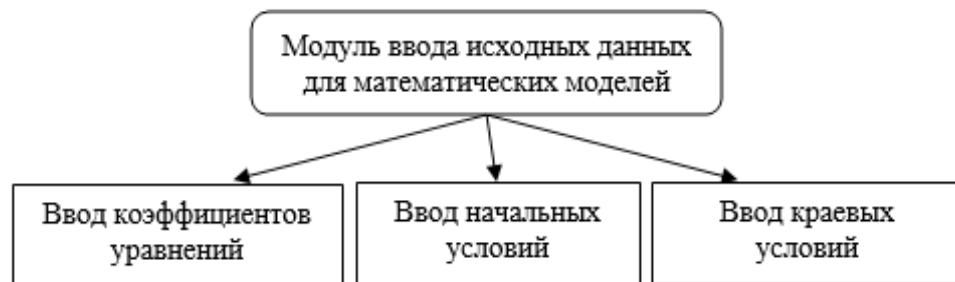 Модуль ввода исходных данных
для математических моделей
Ввод коэффициентов
уравнений
Ввод начальных
условий
Ввод краевых
условий